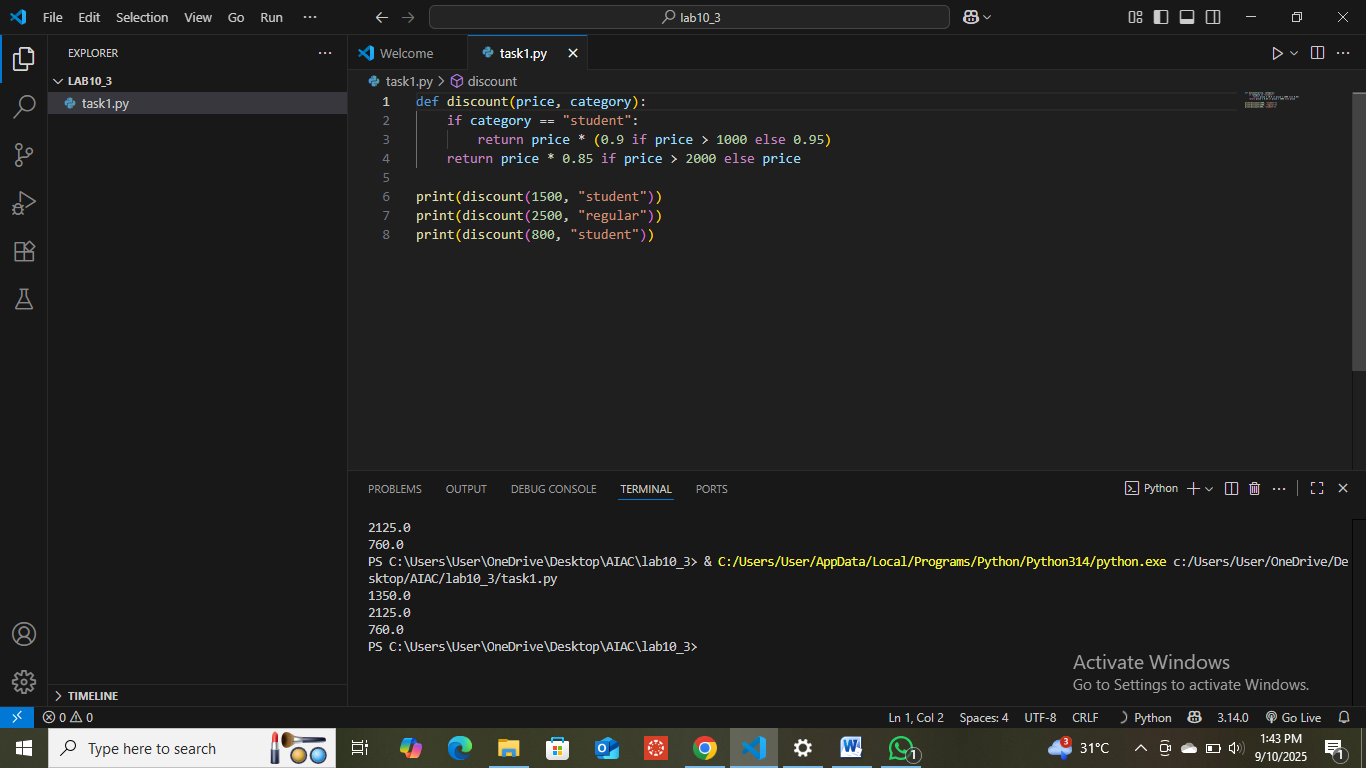 File Edit Selection View Go Run ··· lab10_3
EXPLORER ···
LAB10_3
task1.py
TIMELINE
Welcome task1.py
task1.py > discount
1 def discount(price, category):
2 if category == "student":
3 return price * (0.9 if price > 1000 else 0.95)
4 return price * 0.85 if price > 2000 else price
5
6 print(discount(1500, "student"))
7 print(discount(2500, "regular"))
8 print(discount(800, "student"))
PROBLEMS OUTPUT DEBUG CONSOLE TERMINAL PORTS Python
2125.0
760.0
PS C:\Users\User\OneDrive\Desktop\AIAC\lab10_3> & C:/Users/User/AppData/Local/Programs/Python/Python314/python.exe c:/Users/User/OneDrive/De
sktop/AIAC/lab10_3/task1.py
1350.0
2125.0
760.0
PS C:\Users\User\OneDrive\Desktop\AIAC\lab10_3>
Activate Windows
Go to Settings to activate Windows.
0 0 Ln 1, Col 2 Spaces: 4 UTF-8 CRLF Python 3.14.0 Go Live
Type here to search 1 3 31°C 1:43 PM 1
9/10/2025